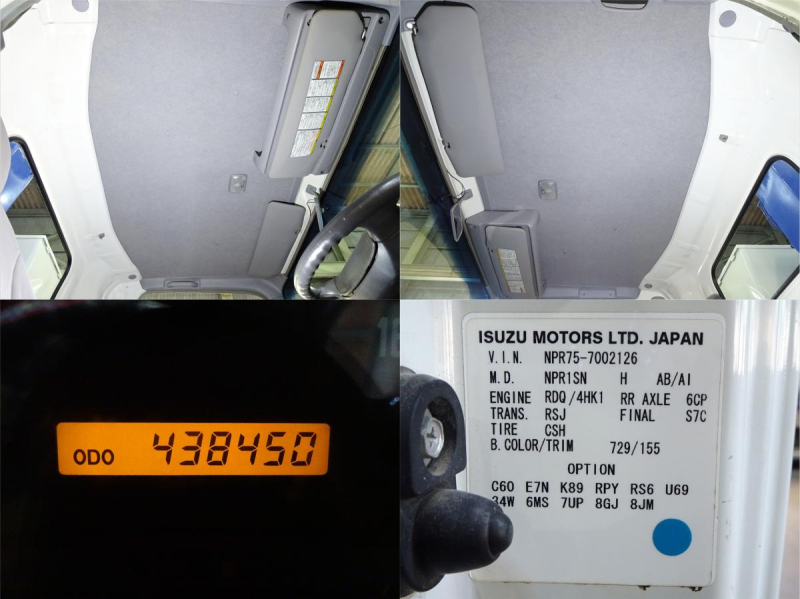 ODO 438450
ISUZU MOTORS LTD. JAPAN
V.I.N. NPR75-7002126
M.D. NPR1SN H AB/AI
ENGINE RDQ/4HK1 RR AXLE 6CP
TRANS. RSJ FINAL S7C
TIRE CSH
B.COLOR/TRIM 729/155
OPTION
C60 E7N K89 RPY RS6 U69
34W 6MS 7UP 8GJ 8JM